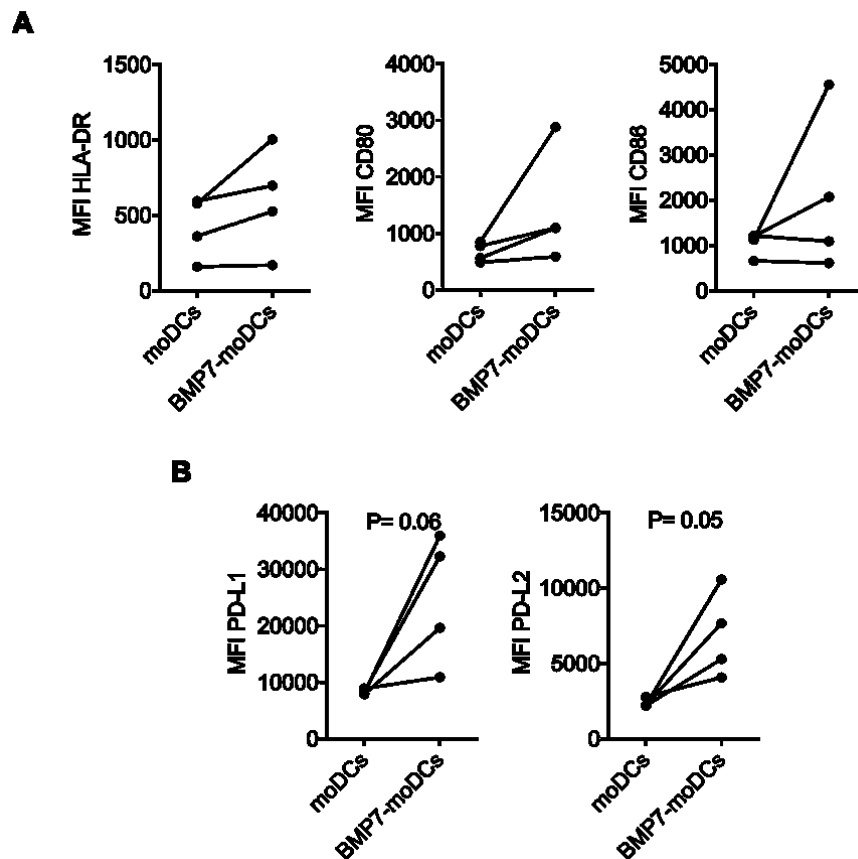 A
MFI HLA-DR
1500
1000
500
0
moDCs
BMP7-moDCs
MFI CD80
4000
3000
2000
1000
0
moDCs
BMP7-moDCs
MFI CD86
5000
4000
3000
2000
1000
0
moDCs
BMP7-moDCs
B
MFI PD-L1
40000
30000
20000
10000
0
P= 0.06
moDCs
BMP7-moDCs
MFI PD-L2
15000
10000
5000
0
P= 0.05
moDCs
BMP7-moDCs